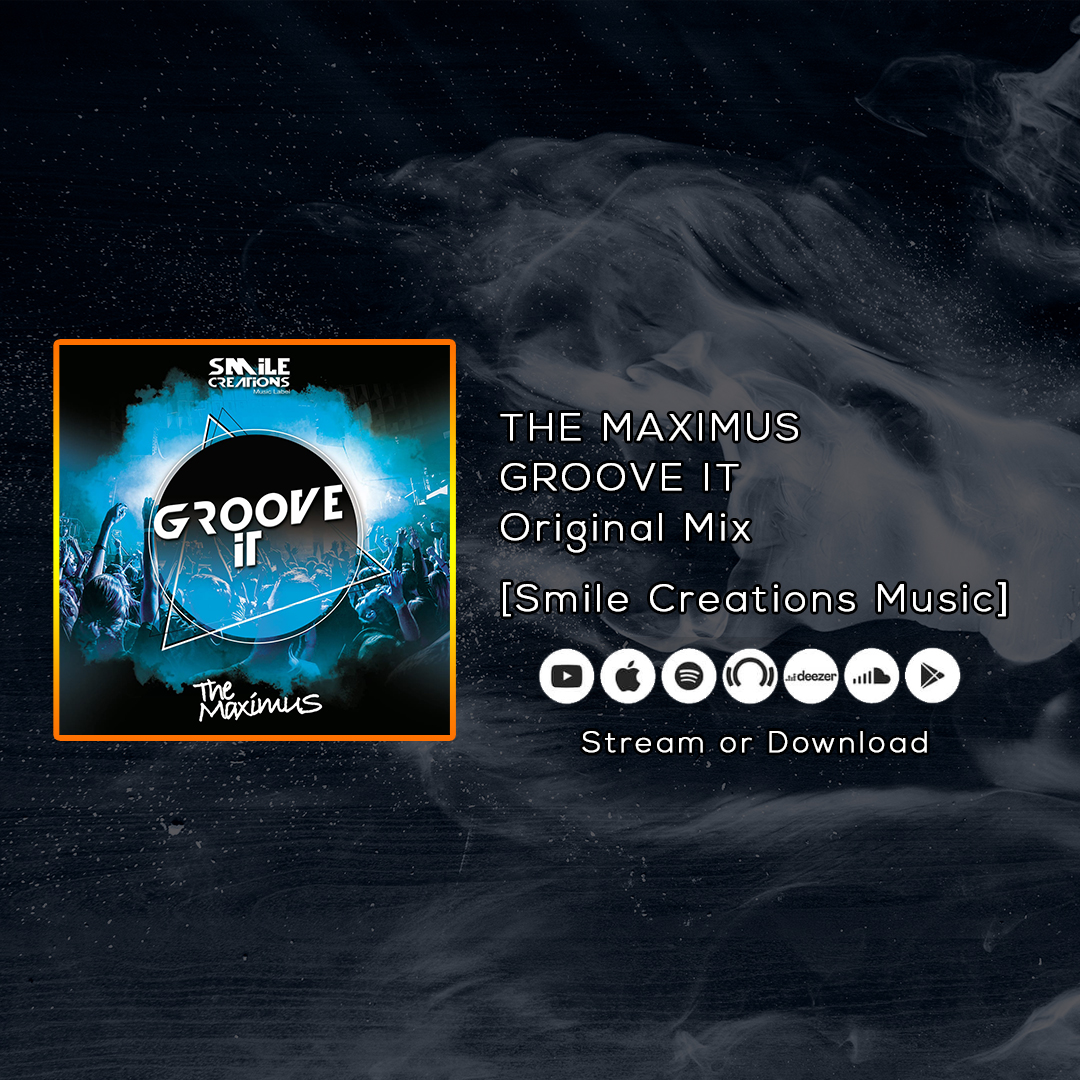 SMiLE
CREATIONS
Music Label
GROOVE
iT
The
Maximus
THE MAXIMUS
GROOVE IT
Original Mix
[Smile Creations Music]
deezer
Stream or Download